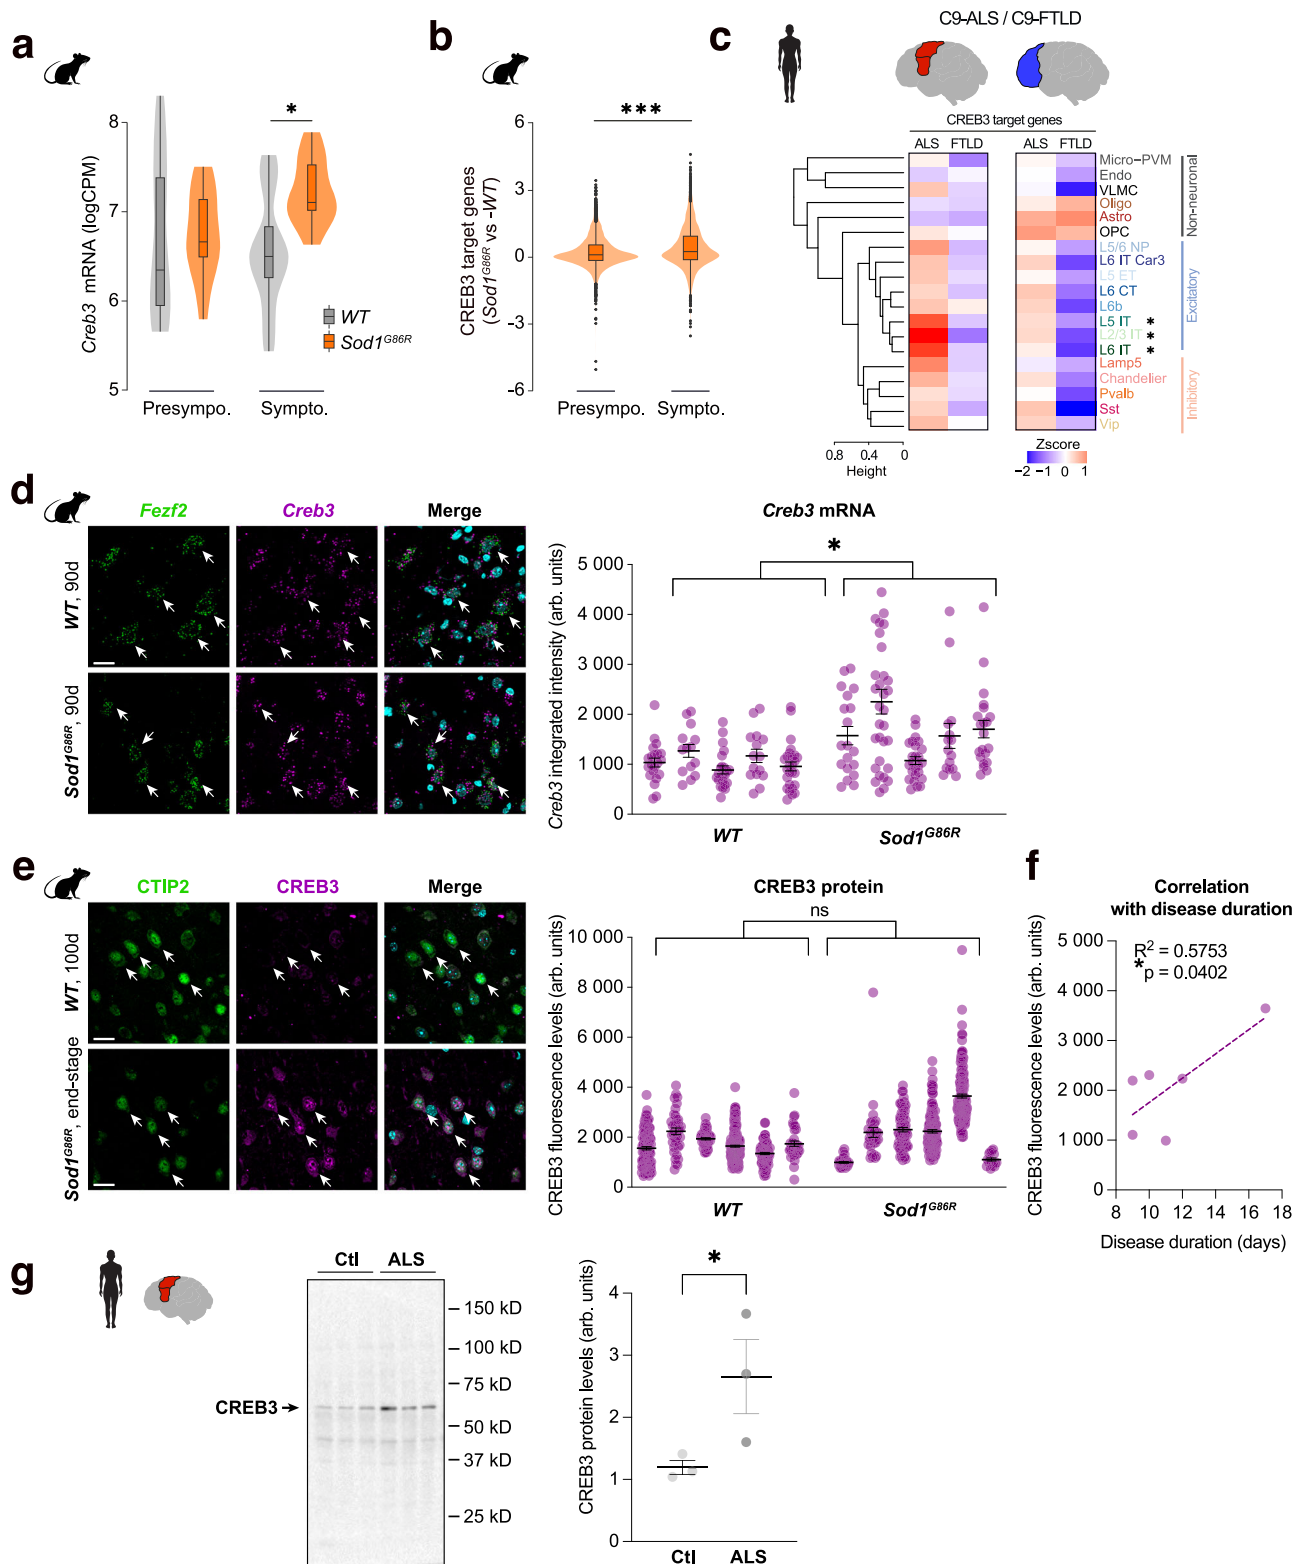 a
Creb3 mRNA (logCPM)
8
7
6
5
*
WT
Sod1G86R
Presympo.
Sympto.
b
CREB3 target genes
(Sod1G86R vs -WT)
6
3
0
-3
-6
***
Presympo.
Sympto.
c
C9-ALS / C9-FTLD
CREB3 target genes
ALS FTLD ALS FTLD
Micro-PVM
Endo
VLMC
Oligo
Astro
OPC
L5/6 NP
L6 IT Car3
L5 ET
L6 CT
L6b
L5 IT *
L2/3 IT *
L6 IT *
Lamp5
Chandelier
Pvalb
Sst
Vip
Non-neuronal
Excitatory
Inhibitory
0.8 0.4 0
Height
Zscore
−2 −1 0 1
d
Fezf2
Creb3
Merge
WT, 90d
Sod1G86R, 90d
Creb3 mRNA
*
Creb3 integrated intensity (arb. units)
5 000
4 000
3 000
2 000
1 000
0
WT
Sod1G86R
e
CTIP2
CREB3
Merge
WT, 100d
Sod1G86R, end-stage
CREB3 protein
ns
CREB3 fluorescence levels (arb. units)
10 000
8 000
6 000
4 000
2 000
0
WT
Sod1G86R
f
Correlation
with disease duration
R2 = 0.5753
*p = 0.0402
CREB3 fluorescence levels (arb. units)
5 000
4 000
3 000
2 000
1 000
0
8 10 12 14 16 18
Disease duration (days)
g
Ctl ALS
CREB3
150 kD
100 kD
75 kD
50 kD
37 kD
25 kD
*
CREB3 protein levels (arb. units)
4
3
2
1
0
Ctl
ALS